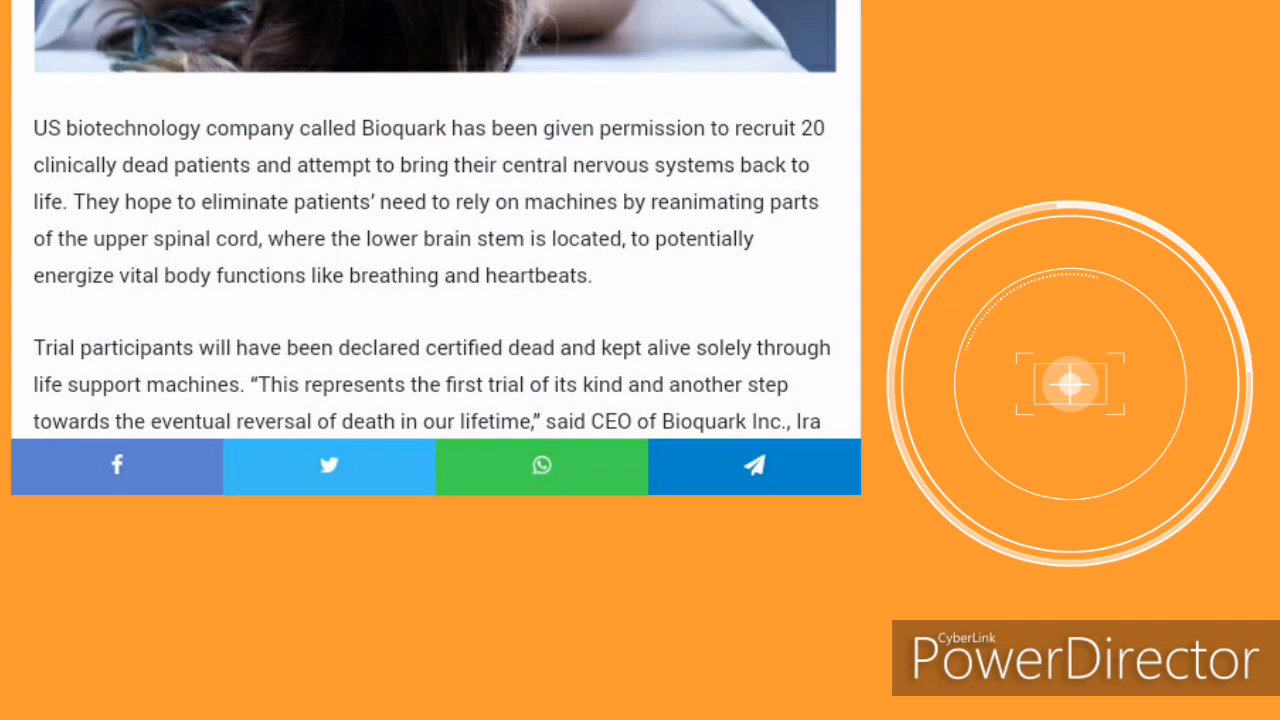 US biotechnology company called Bioquark has been given permission to recruit 20
clinically dead patients and attempt to bring their central nervous systems back to
life. They hope to eliminate patients’ need to rely on machines by reanimating parts
of the upper spinal cord, where the lower brain stem is located, to potentially
energize vital body functions like breathing and heartbeats.
Trial participants will have been declared certified dead and kept alive solely through
life support machines. “This represents the first trial of its kind and another step
towards the eventual reversal of death in our lifetime,” said CEO of Bioquark Inc., Ira
CyberLink
PowerDirector